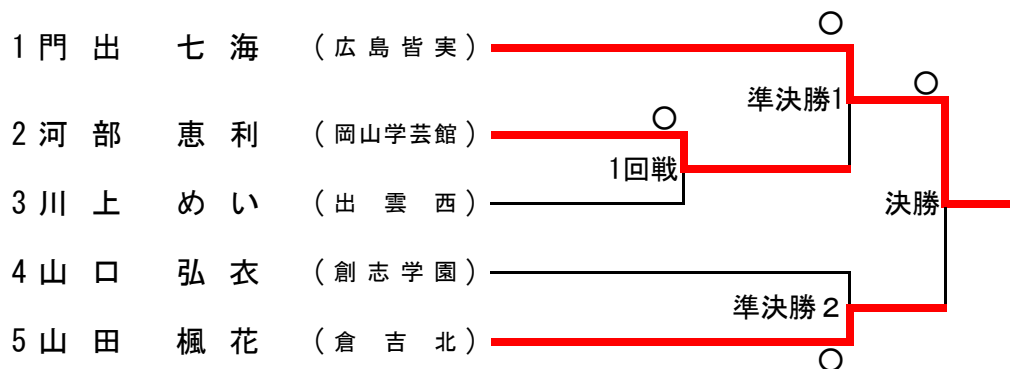 1 門出 七海 (広島皆実)
準決勝1
2 河部 恵利 (岡山学芸館)
1回戦
3 川上 めい (出雲西)
決勝
4 山口 弘衣 (創志学園)
準決勝２
5 山田 楓花 (倉吉北)